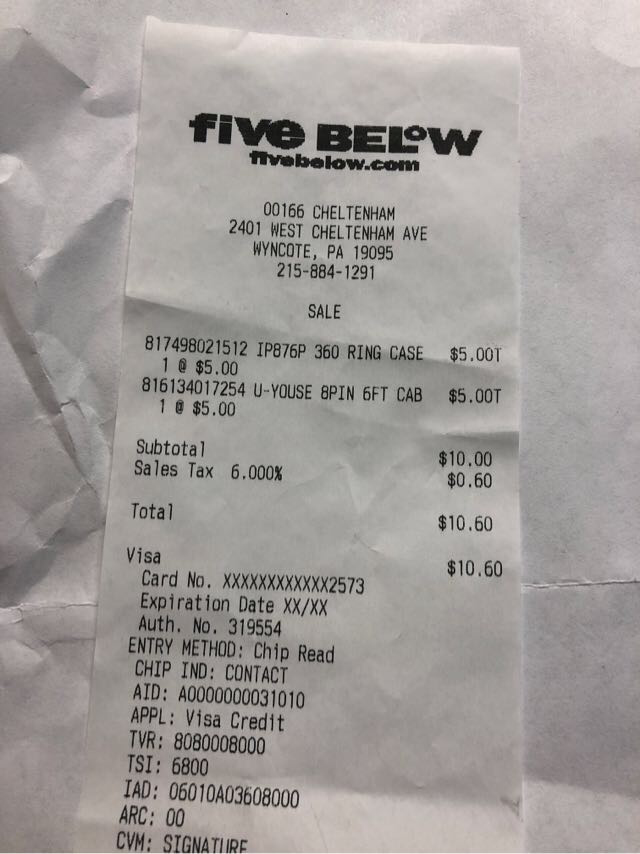 five BELOW
fivebelow.com
00166 CHELTENHAM
2401 WEST CHELTENHAM AVE
WYNCOTE, PA 19095
215-884-1291
SALE
817498021512 IP876P 360 RING CASE $5.00T
1 @ $5.00
816134017254 U-YOUSE 8PIN 6FT CAB $5.00T
1 @ $5.00
Subtotal $10.00
Sales Tax 6.000% $0.60
Total $10.60
Visa $10.60
Card No. XXXXXXXXXXXX2573
Expiration Date XX/XX
Auth. No. 319554
ENTRY METHOD: Chip Read
CHIP IND: CONTACT
AID: A0000000031010
APPL: Visa Credit
TVR: 8080008000
TSI: 6800
IAD: 06010A03608000
ARC: 00
CVM: SIGNATURE